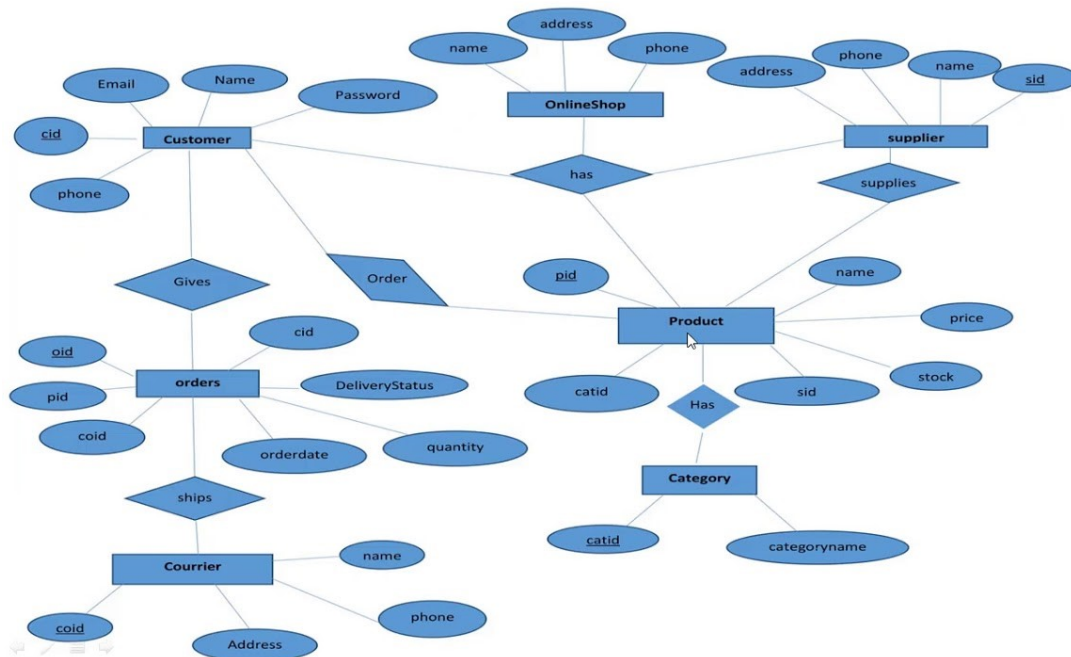 address
name
phone
Email
Name
Password
cid
Customer
phone
OnlineShop
address
phone
name
sid
supplier
has
supplies
Gives
Order
pid
name
Product
price
stock
catid
sid
Has
cid
oid
orders
DeliveryStatus
pid
coid
orderdate
quantity
Category
catid
categoryname
ships
Courrier
name
phone
coid
Address